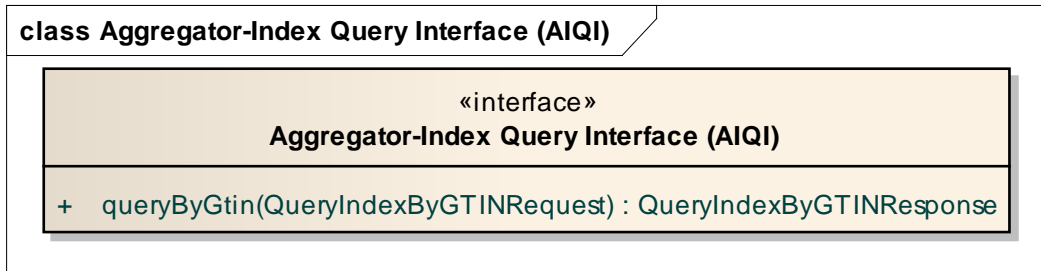 class Aggregator-Index Query Interface (AIQI)
«interface»
Aggregator-Index Query Interface (AIQI)
+ queryByGtin(QueryIndexByGTINRequest) : QueryIndexByGTINResponse